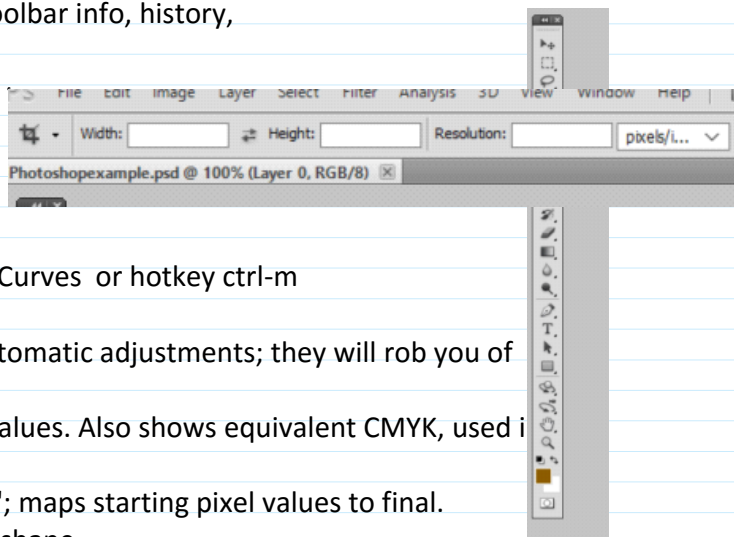 olbar info, history,
PS File Edit Image Layer Select Filter Analysis 3D View Window Help
Width: Height: Resolution: pixels/i...
Photoshopexample.psd @ 100% (Layer 0, RGB/8)
Curves or hotkey ctrl-m
tomatic adjustments; they will rob you of
alues. Also shows equivalent CMYK, used i
; maps starting pixel values to final.
shape